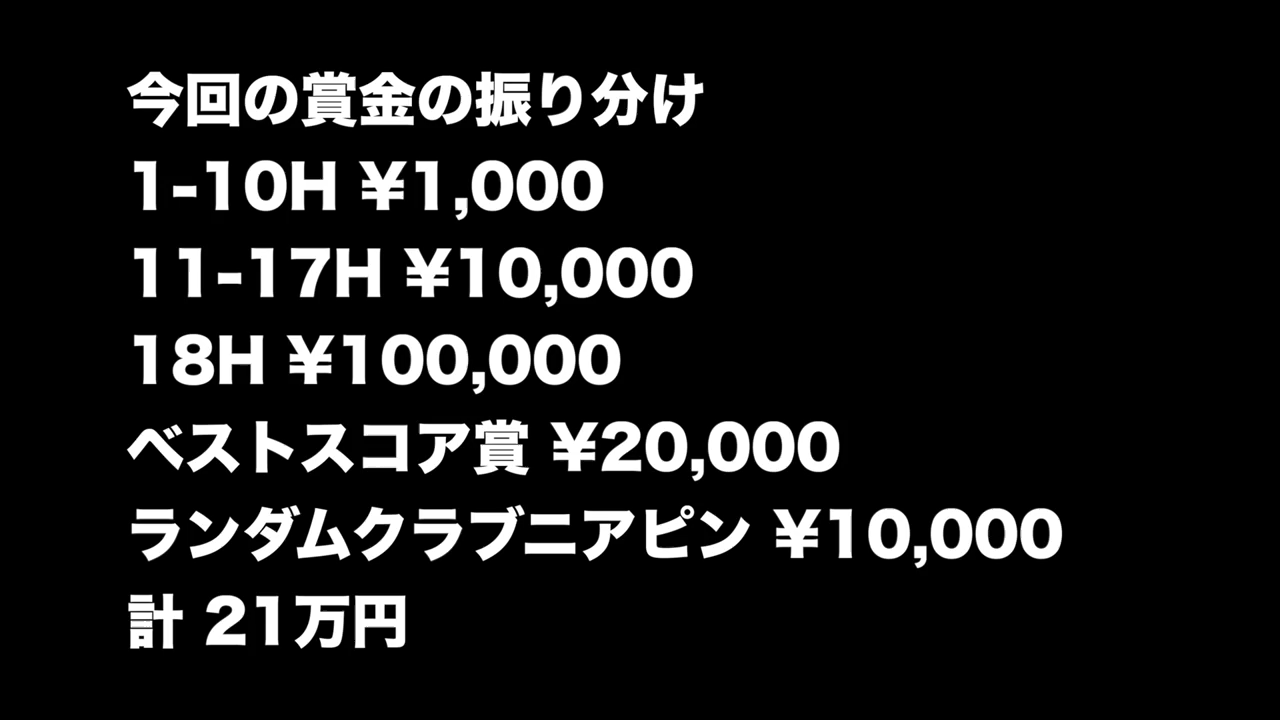 今回の賞金の振り分け
1-10H ¥1,000
11-17H ¥10,000
18H ¥100,000
ベストスコア賞 ¥20,000
ランダムクラブニアピン ¥10,000
計 21万円